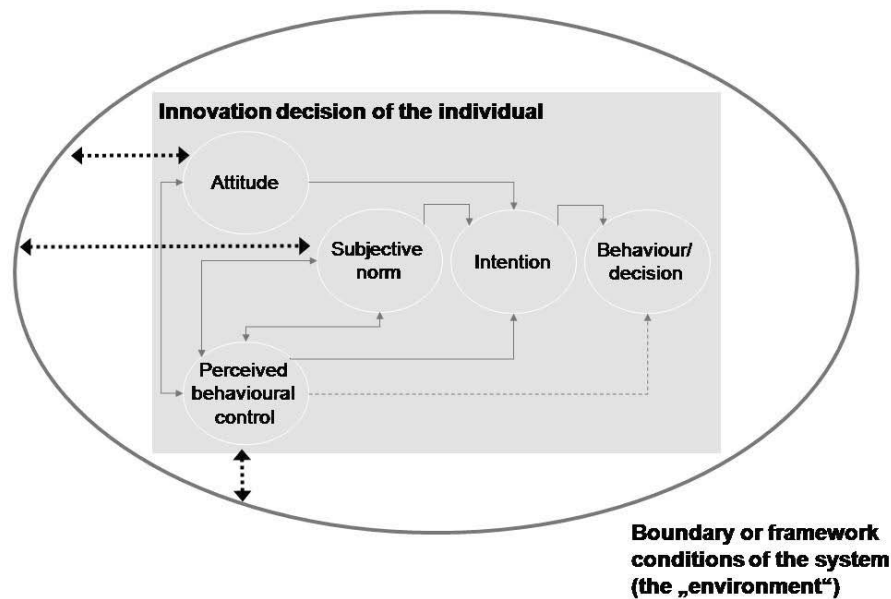 Innovation decision of the individual
Attitude
Subjective
norm
Intention
Behaviour/
decision
Perceived
behavioural
control
Boundary or framework
conditions of the system
(the „environment“)